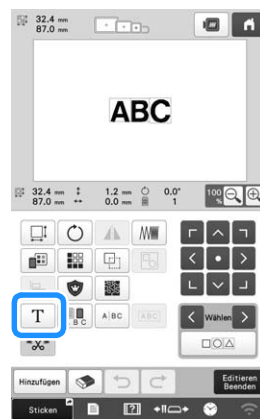 32.4 mm
87.0 mm
ABC
32.4 mm 1.2 mm 0.0°
87.0 mm 0.0 mm 1
100 %
T
B C
A BC
ABC
Wählen
Hinzufügen
Editieren Beenden
Sticken